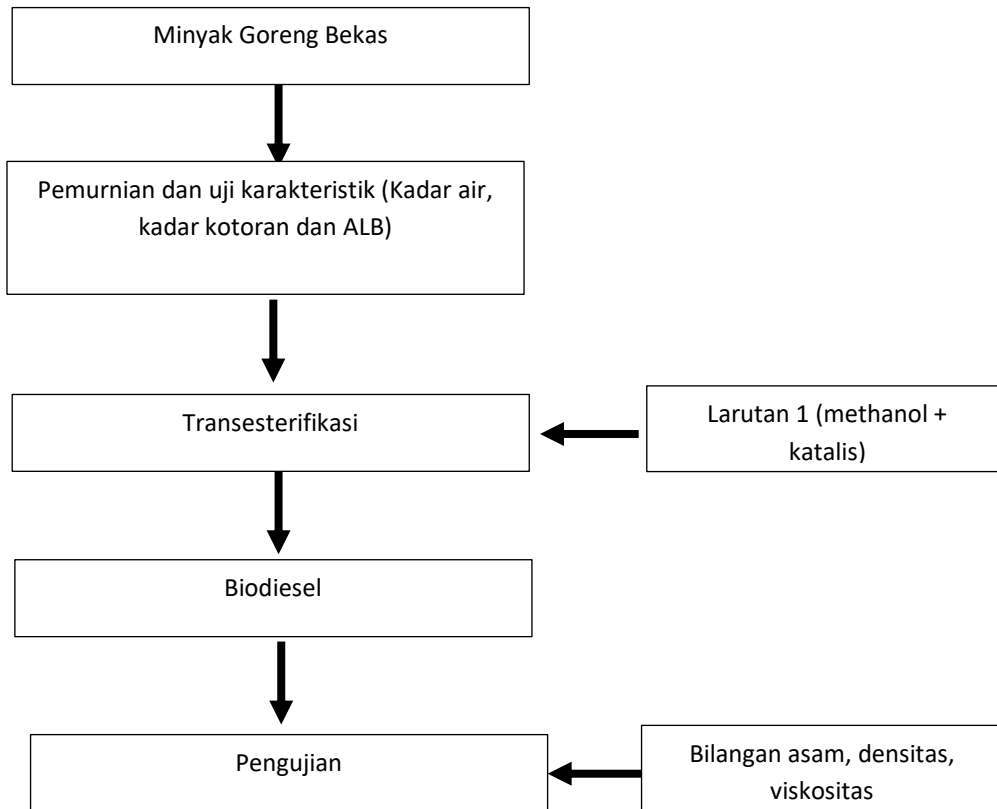 Minyak Goreng Bekas
Pemurnian dan uji karakteristik (Kadar air,
kadar kotoran dan ALB)
Transesterifikasi
Larutan 1 (methanol +
katalis)
Biodiesel
Pengujian
Bilangan asam, densitas,
viskositas